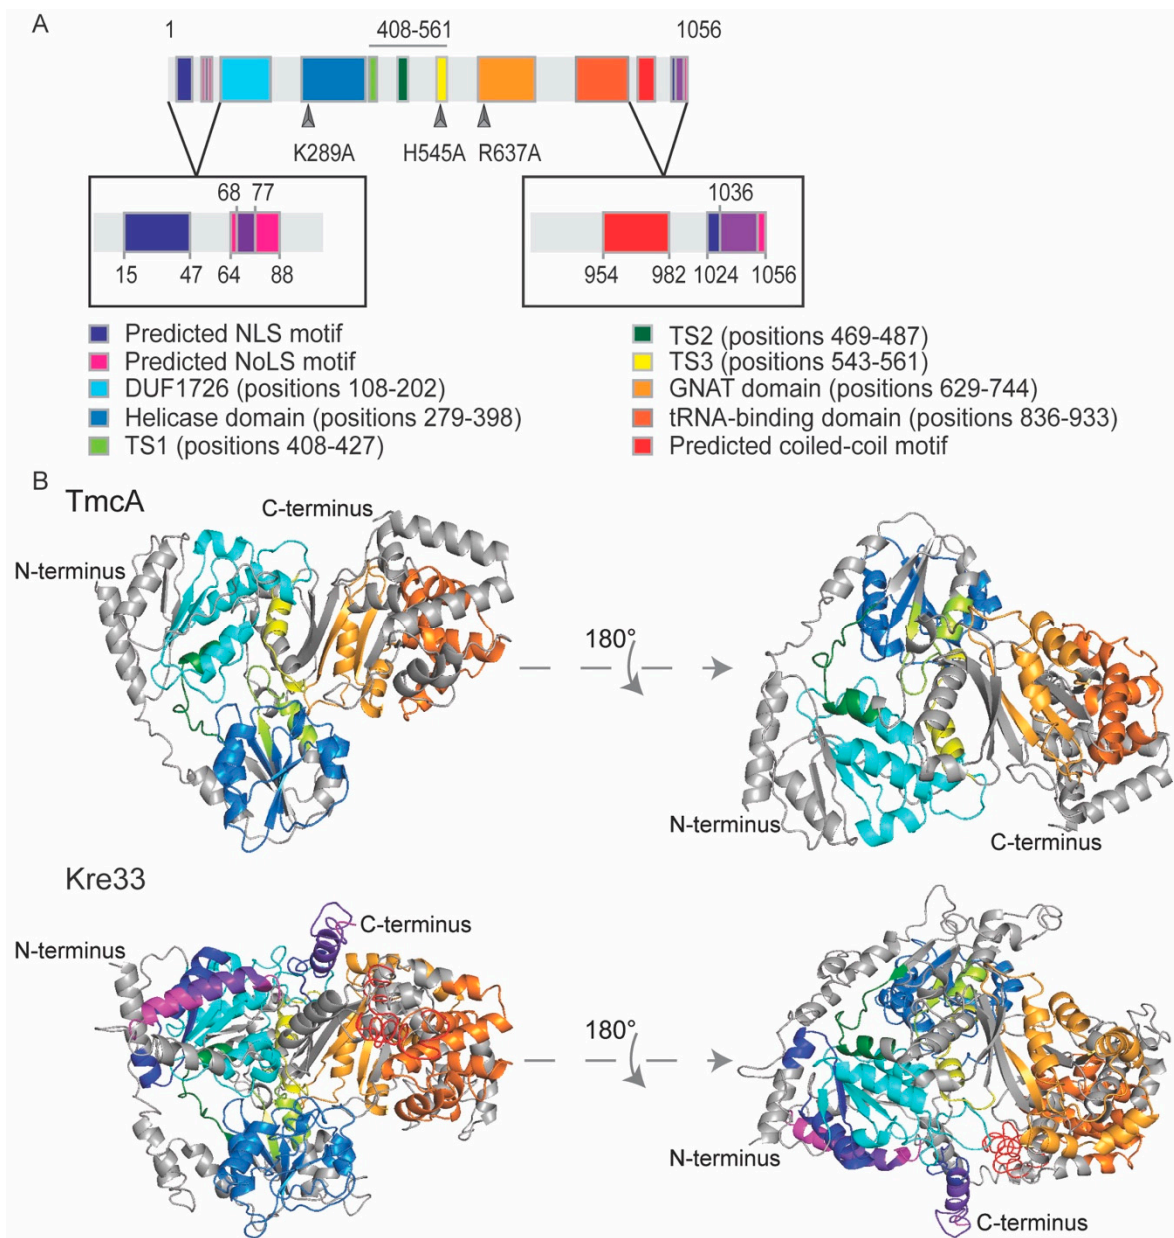 A
1
408-561
1056
K289A
H545A
R637A
68 77
15 47 64 88
1036
954 982 1024 1056
Predicted NLS motif
Predicted NoLS motif
DUF1726 (positions 108-202)
Helicase domain (positions 279-398)
TS1 (positions 408-427)
TS2 (positions 469-487)
TS3 (positions 543-561)
GNAT domain (positions 629-744)
tRNA-binding domain (positions 836-933)
Predicted coiled-coil motif
B
TmcA
C-terminus
N-terminus
180°
N-terminus
C-terminus
Kre33
C-terminus
N-terminus
180°
N-terminus
C-terminus